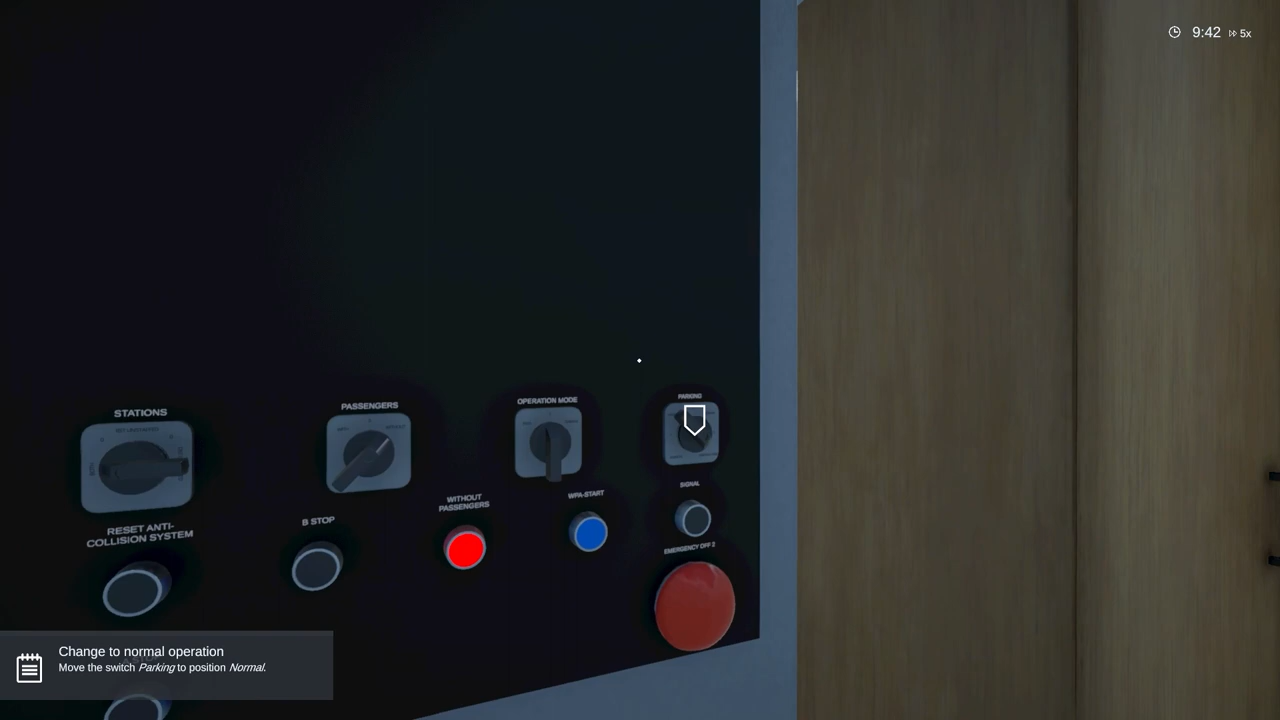 9:42 5x
STATIONS
PASSENGERS
OPERATION MODE
PARKING
RESET ANTI-
COLLISION SYSTEM
B STOP
WITHOUT
PASSENGERS
WPA-START
SIGNAL
EMERGENCY OFF 2
Change to normal operation
Move the switch Parking to position Normal.